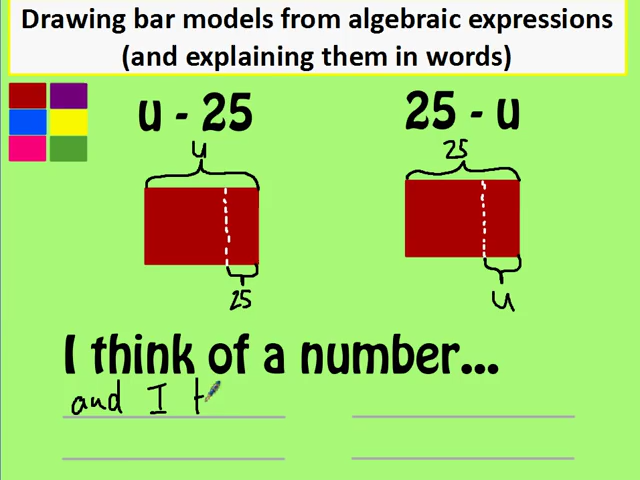 Drawing bar models from algebraic expressions
(and explaining them in words)
u - 25
25 - u
u
25
25
u
I think of a number...
and I t